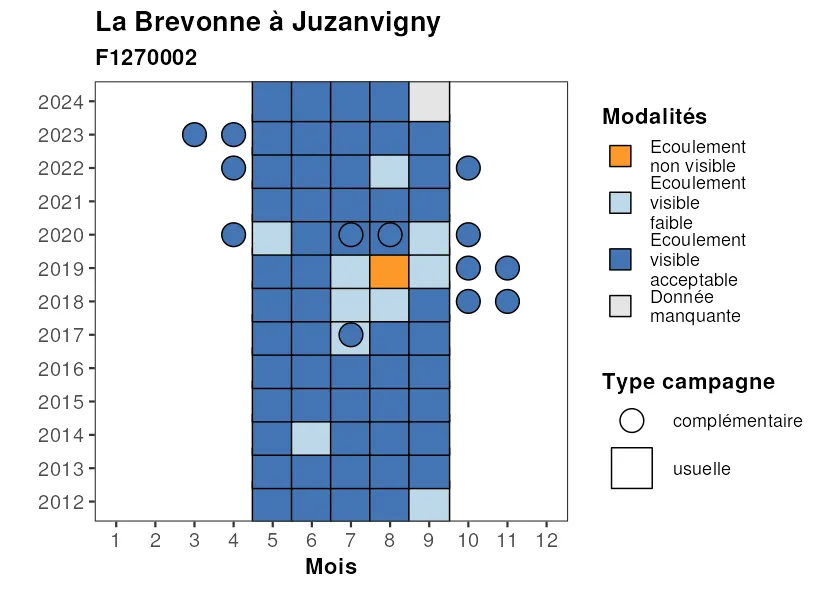 La Brevonne à Juzanvigny
F1270002
2024
2023
2022
2021
2020
2019
2018
2017
2016
2015
2014
2013
2012
1 2 3 4 5 6 7 8 9 10 11 12
Mois
Modalités
Ecoulement
non visible
Ecoulement
visible
faible
Ecoulement
visible
acceptable
Donnée
manquante
Type campagne
complémentaire
usuelle